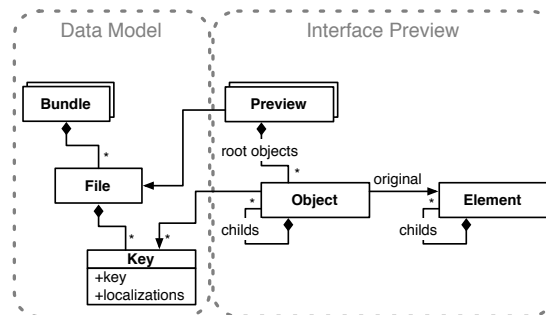 Data Model
Interface Preview
Bundle
Preview
*
root objects
*
File
original
*
Object
*
Element
childs
childs
*
*
Key
+key
+localizations